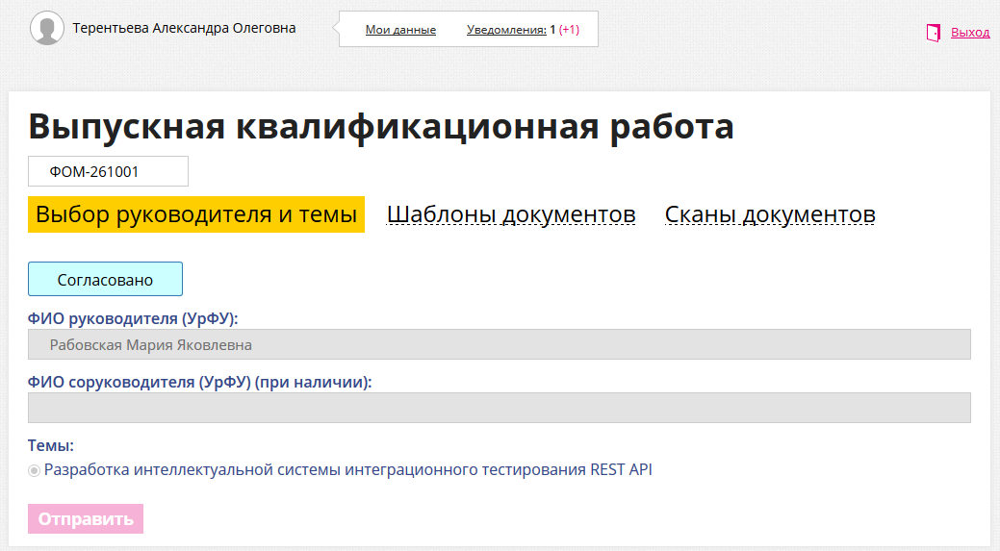 Терентьева Александра Олеговна
Мои данные
Уведомления: 1 (+1)
Выход
Выпускная квалификационная работа
ФОМ-261001
Выбор руководителя и темы
Шаблоны документов
Сканы документов
Согласовано
ФИО руководителя (УрФУ):
Рабовская Мария Яковлевна
ФИО соруководителя (УрФУ) (при наличии):
Темы:
Разработка интеллектуальной системы интеграционного тестирования REST API
Отправить